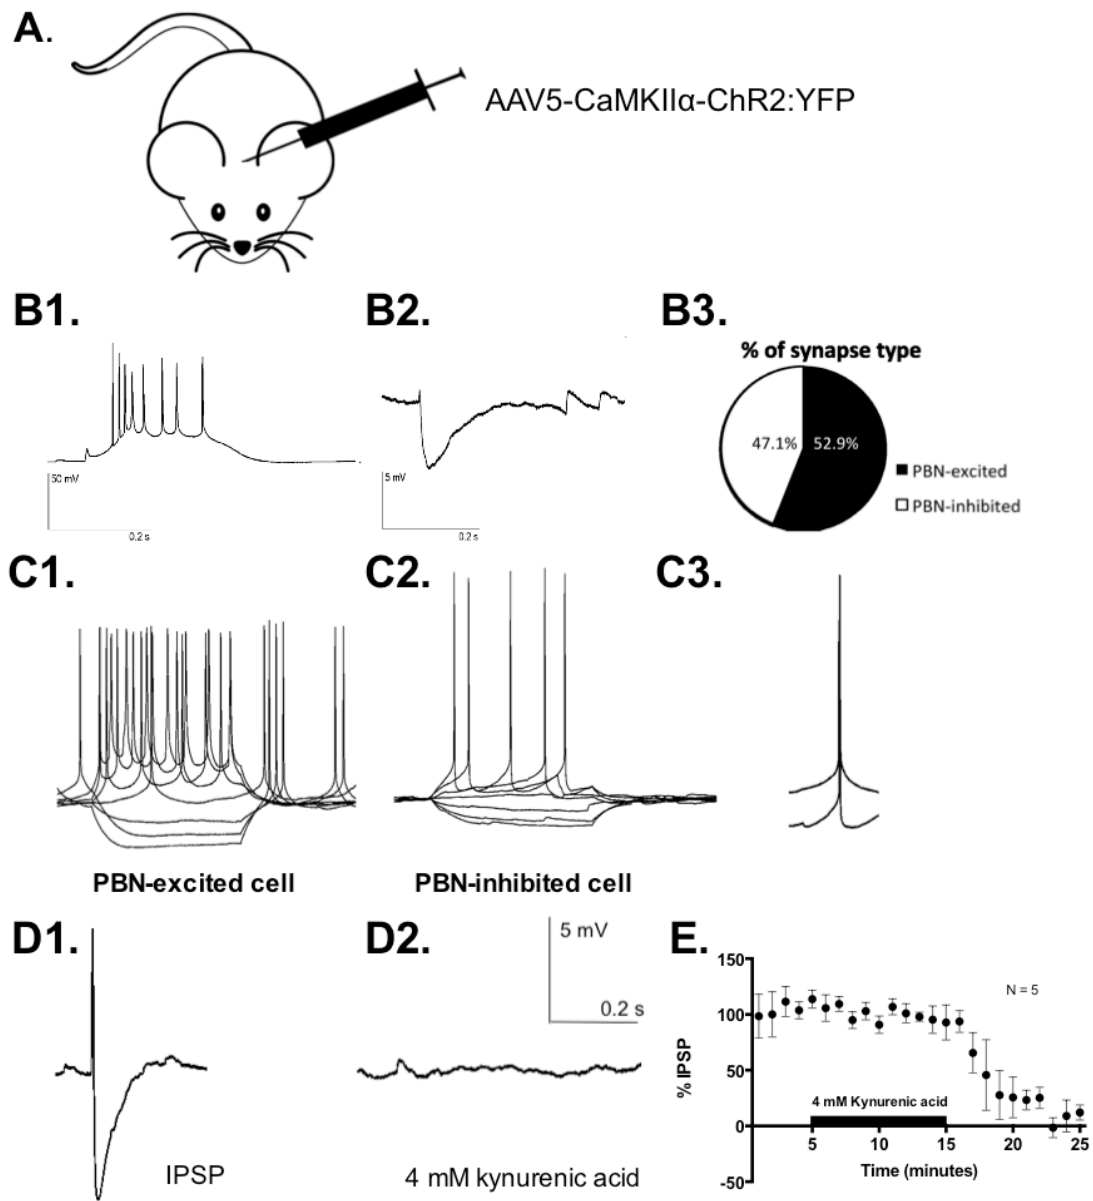 A.
AAV5-CaMKIIα-ChR2:YFP
B1.
B2.
B3.
50 mV
0.2 s
5 mV
0.2 s
% of synapse type
47.1%
52.9%
PBN-excited
PBN-inhibited
C1.
C2.
C3.
PBN-excited cell
PBN-inhibited cell
D1.
D2.
5 mV
0.2 s
IPSP
4 mM kynurenic acid
E.
150
100
50
0
-50
% IPSP
N = 5
4 mM Kynurenic acid
5
10
15
20
25
Time (minutes)